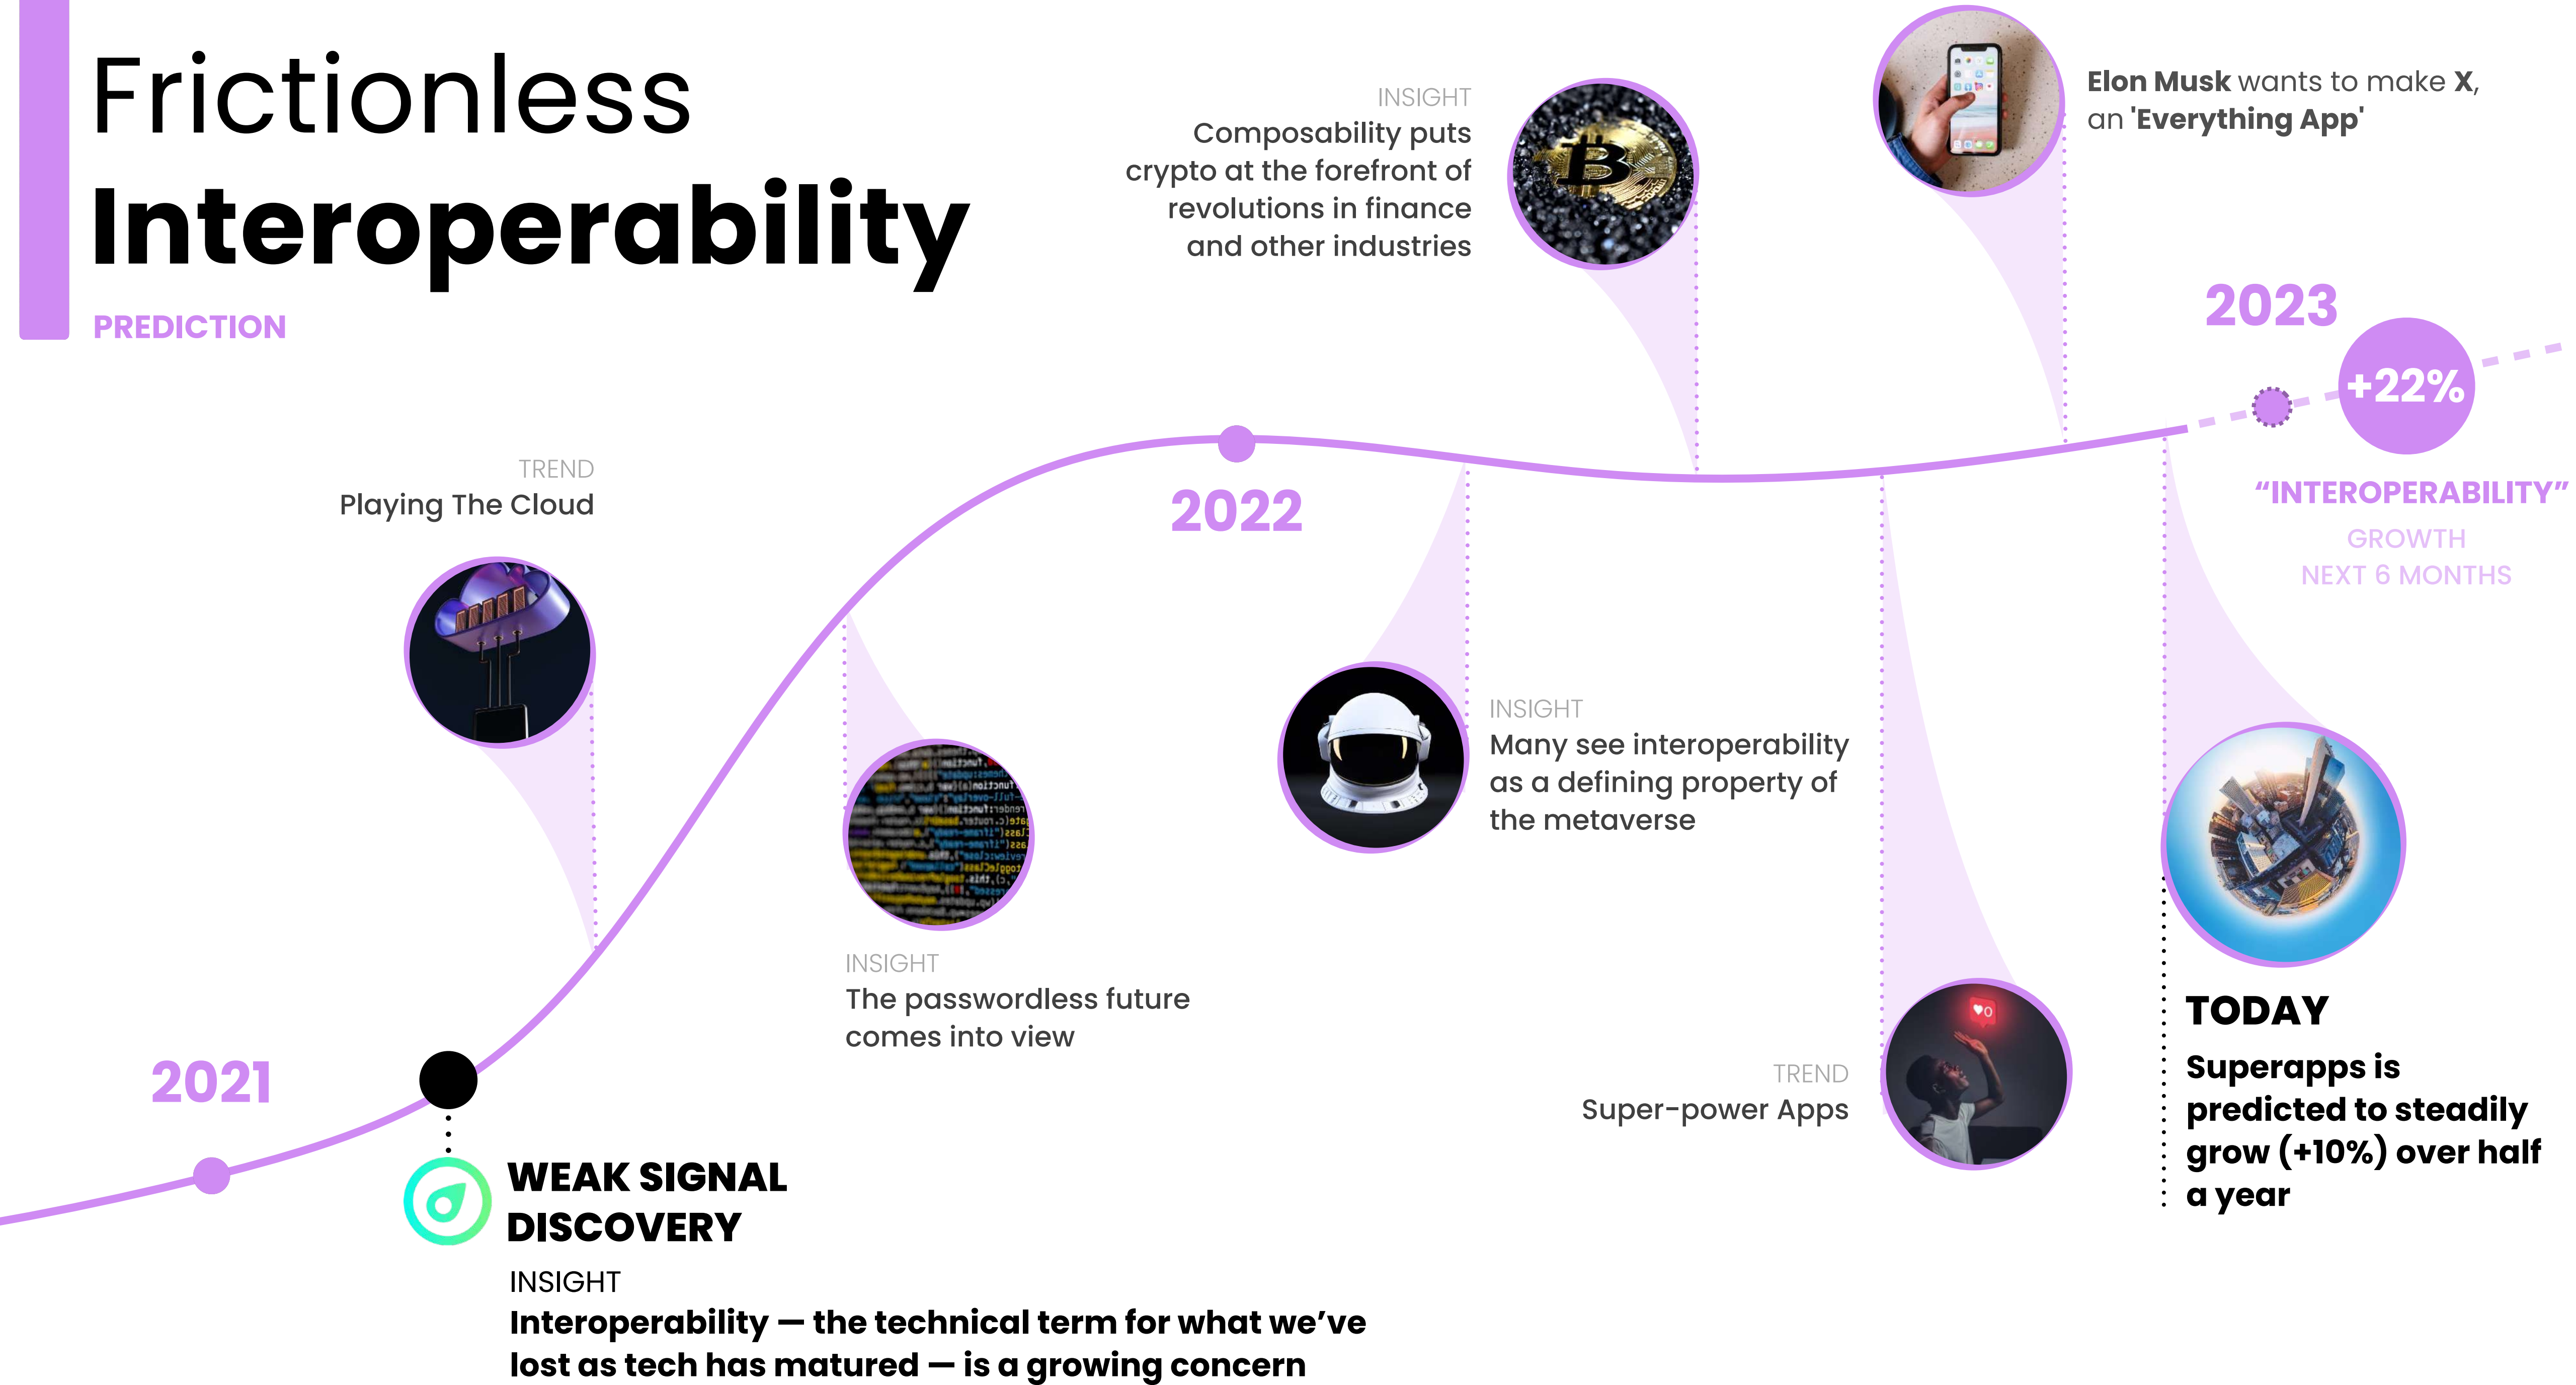 Frictionless
Interoperability
PREDICTION
INSIGHT
Composability puts
crypto at the forefront of
revolutions in finance
and other industries
Elon Musk wants to make X,
an 'Everything App'
2023
+22%
“INTEROPERABILITY”
GROWTH
NEXT 6 MONTHS
TREND
Playing The Cloud
2022
INSIGHT
Many see interoperability
as a defining property of
the metaverse
INSIGHT
The passwordless future
comes into view
TREND
Super-power Apps
TODAY
Superapps is
predicted to steadily
grow (+10%) over half
a year
2021
WEAK SIGNAL
DISCOVERY
INSIGHT
Interoperability — the technical term for what we’ve
lost as tech has matured — is a growing concern